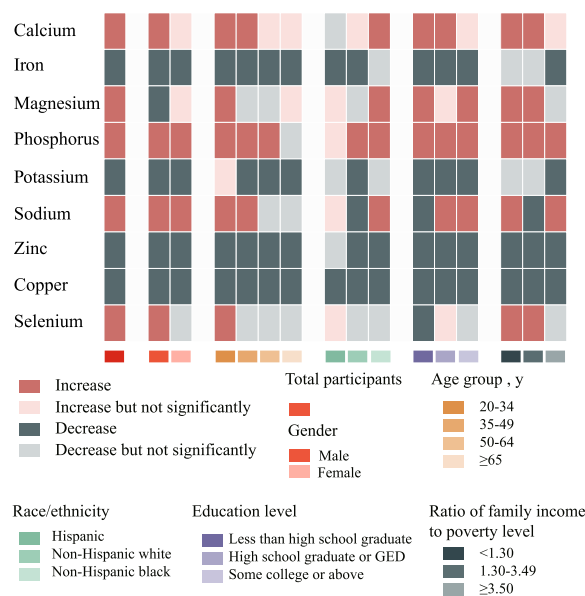 Calcium
Iron
Magnesium
Phosphorus
Potassium
Sodium
Zinc
Copper
Selenium
Increase
Increase but not significantly
Decrease
Decrease but not significantly
Total participants
Gender
Male
Female
Age group , y
20-34
35-49
50-64
≥65
Race/ethnicity
Hispanic
Non-Hispanic white
Non-Hispanic black
Education level
Less than high school graduate
High school graduate or GED
Some college or above
Ratio of family income
to poverty level
<1.30
1.30-3.49
≥3.50